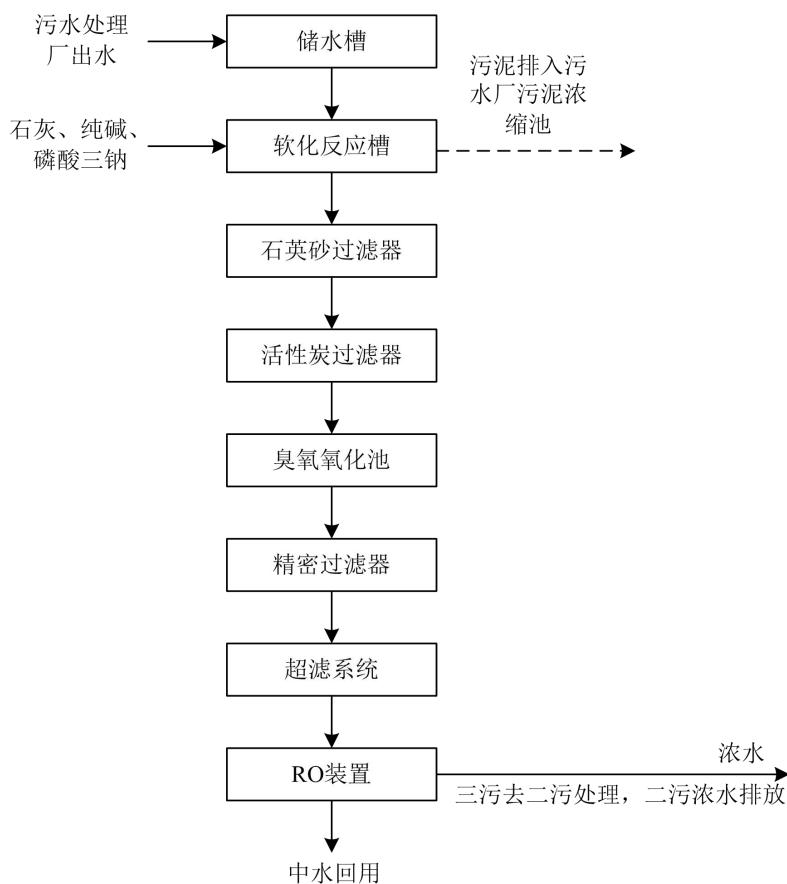 污水处理
厂出水
储水槽
污泥排入污
水厂污泥浓
缩池
石灰、纯碱、
磷酸三钠
软化反应槽
石英砂过滤器
活性炭过滤器
臭氧氧化池
精密过滤器
超滤系统
RO装置
浓水
三污去二污处理，二污浓水排放
中水回用